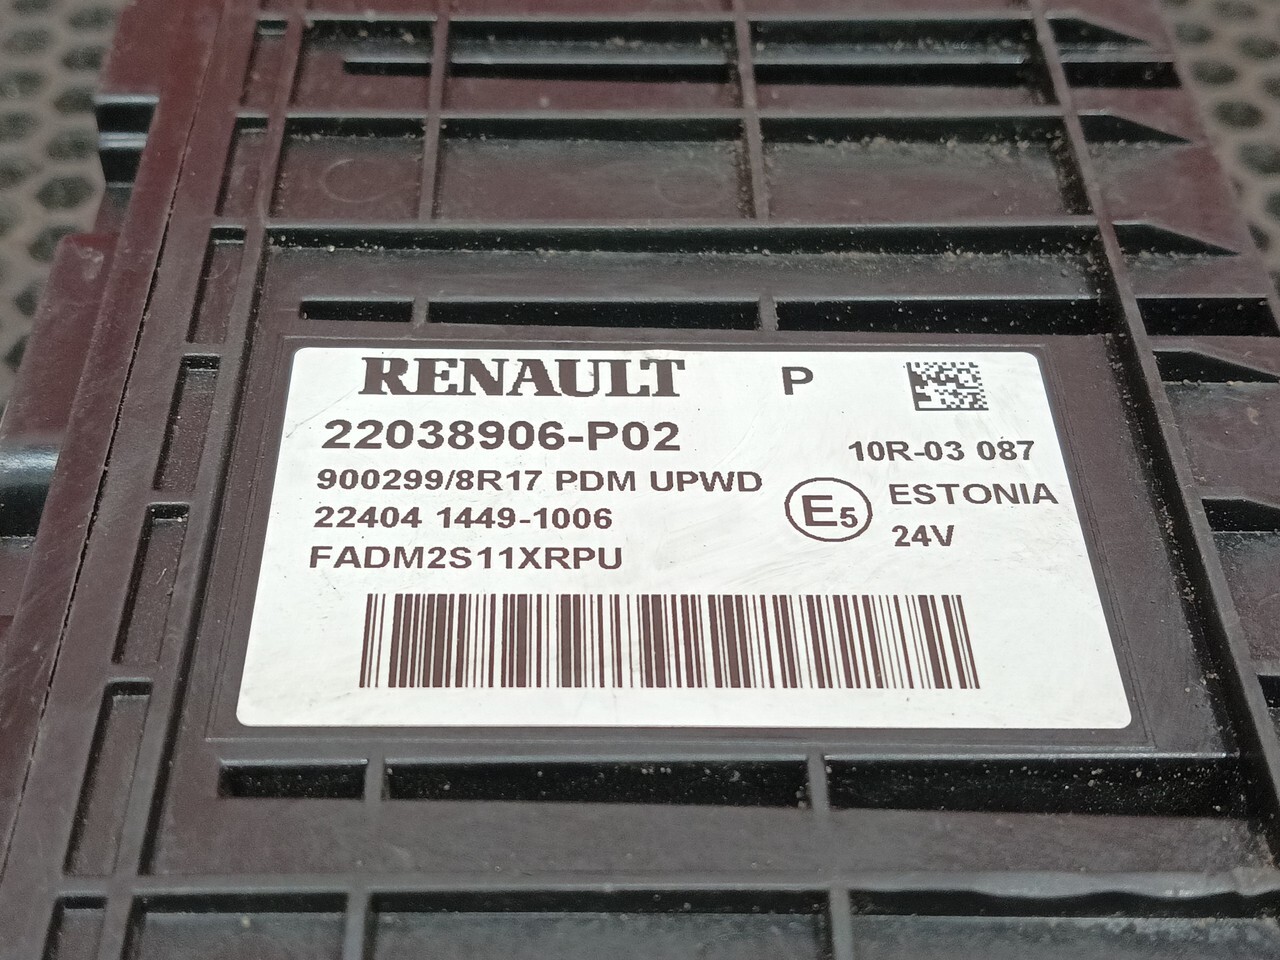 RENAULT P
22038906-P02
10R-03 087
900299/8R17 PDM UPWD
E5 ESTONIA
22404 1449-1006
24V
FADM2S11XRPU